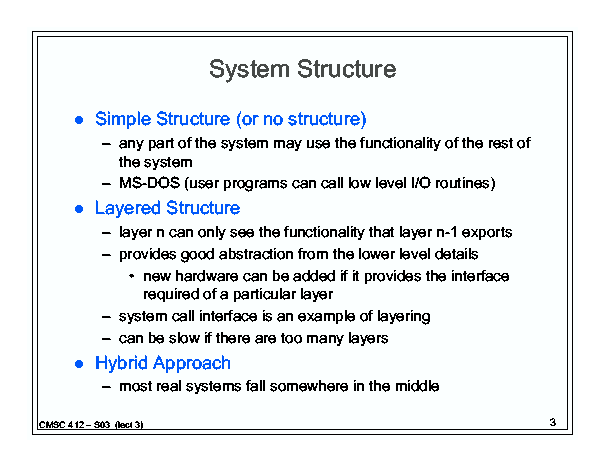 System Structure
● Simple Structure (or no structure)
– any part of the system may use the functionality of the rest of
the system
– MS-DOS (user programs can call low level I/O routines)
● Layered Structure
– layer n can only see the functionality that layer n-1 exports
– provides good abstraction from the lower level details
• new hardware can be added if it provides the interface
required of a particular layer
– system call interface is an example of layering
– can be slow if there are too many layers
● Hybrid Approach
– most real systems fall somewhere in the middle
CMSC 412 – S03 (lect 3)
3